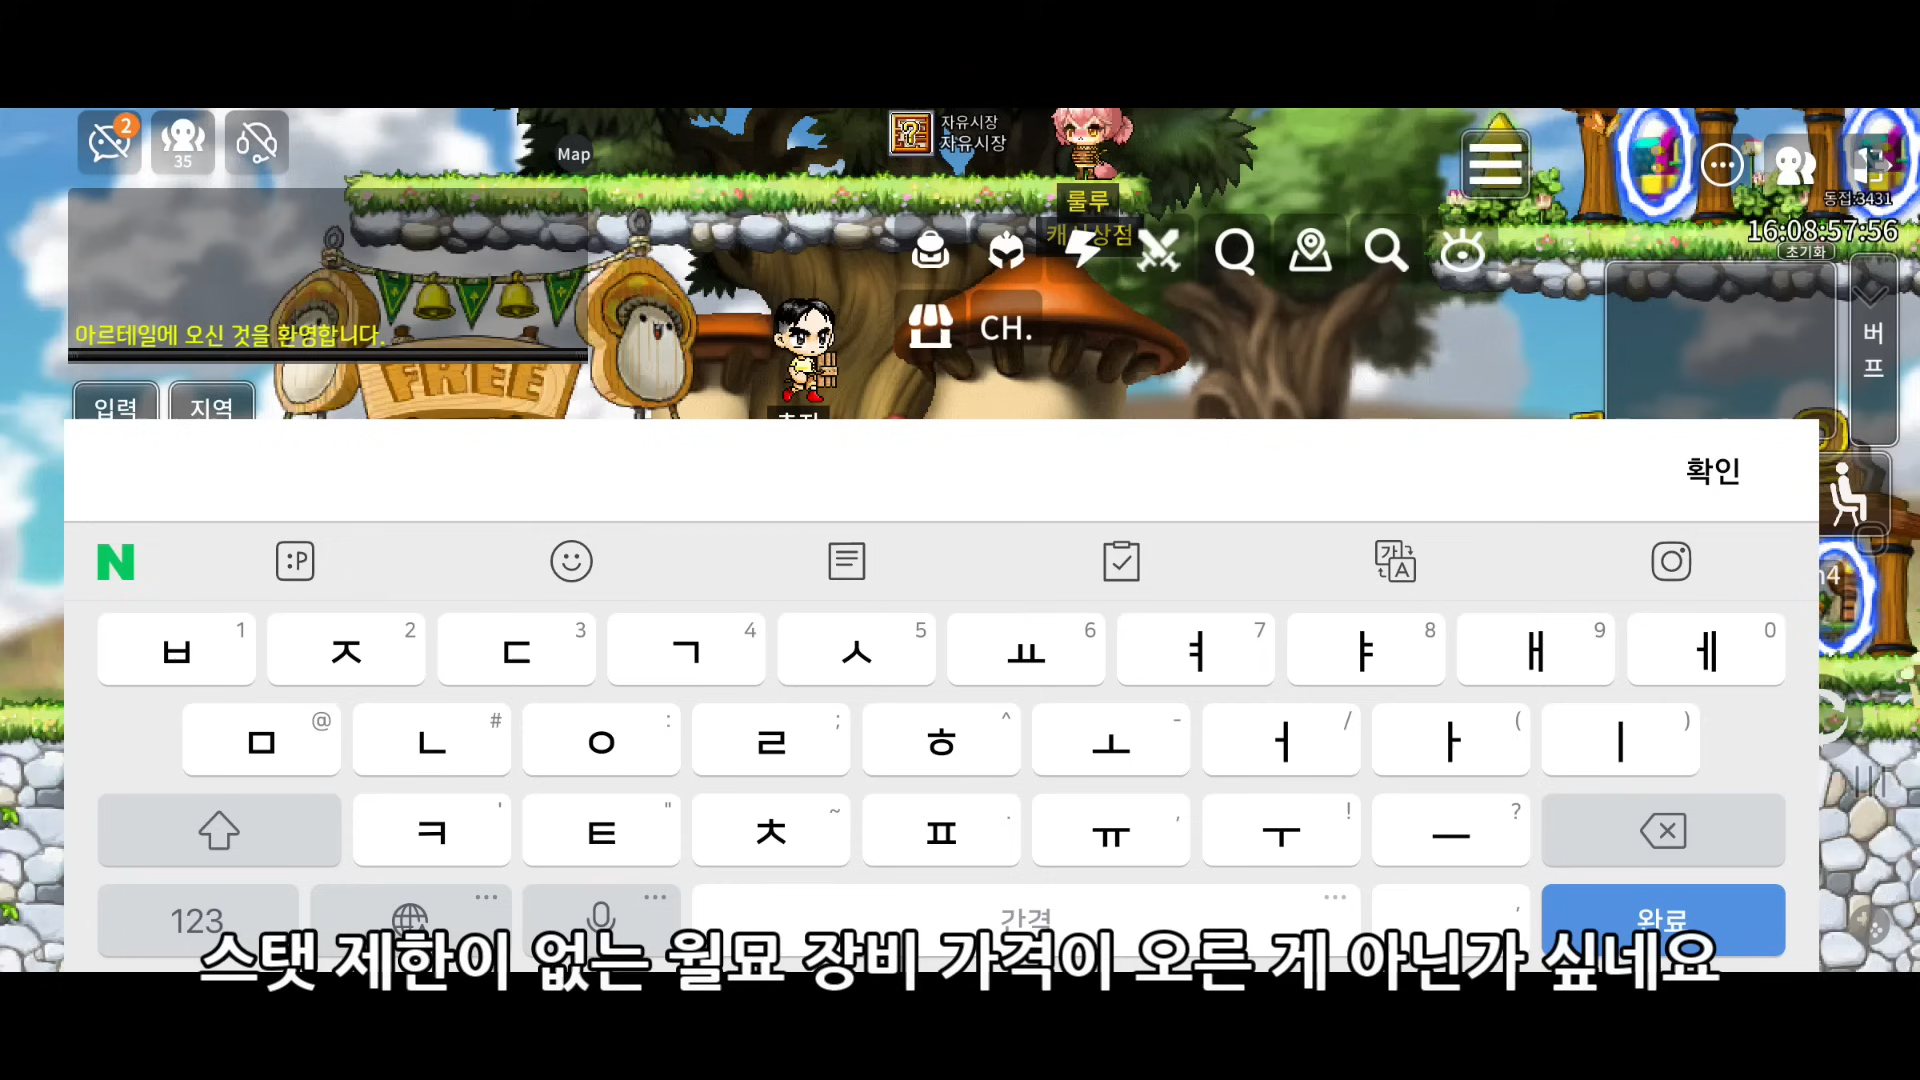 2
35
Map
자유시장
자유시장
룰루
캐시상점
동접:3431
16:08:57:56
초기화
CH.
버
프
아르테일에 오신 것을 환영합니다.
FREE
입력
지역
확인
N
:P
가
A
ㅂ 1 ㅈ 2 ㄷ 3 ㄱ 4 ㅅ 5 ㅛ 6 ㅕ 7 ㅑ 8 ㅐ 9 ㅔ 0
ㅁ @ ㄴ # ㅇ : ㄹ ; ㅎ ^ ㅗ - ㅓ / ㅏ ( ㅣ )
ㅋ ' ㅌ " ㅊ ~ ㅍ . ㅠ , ㅜ ! ㅡ ?
123 간격 , 완료
스탯 제한이 없는 월묘 장비 가격이 오른 게 아닌가 싶네요